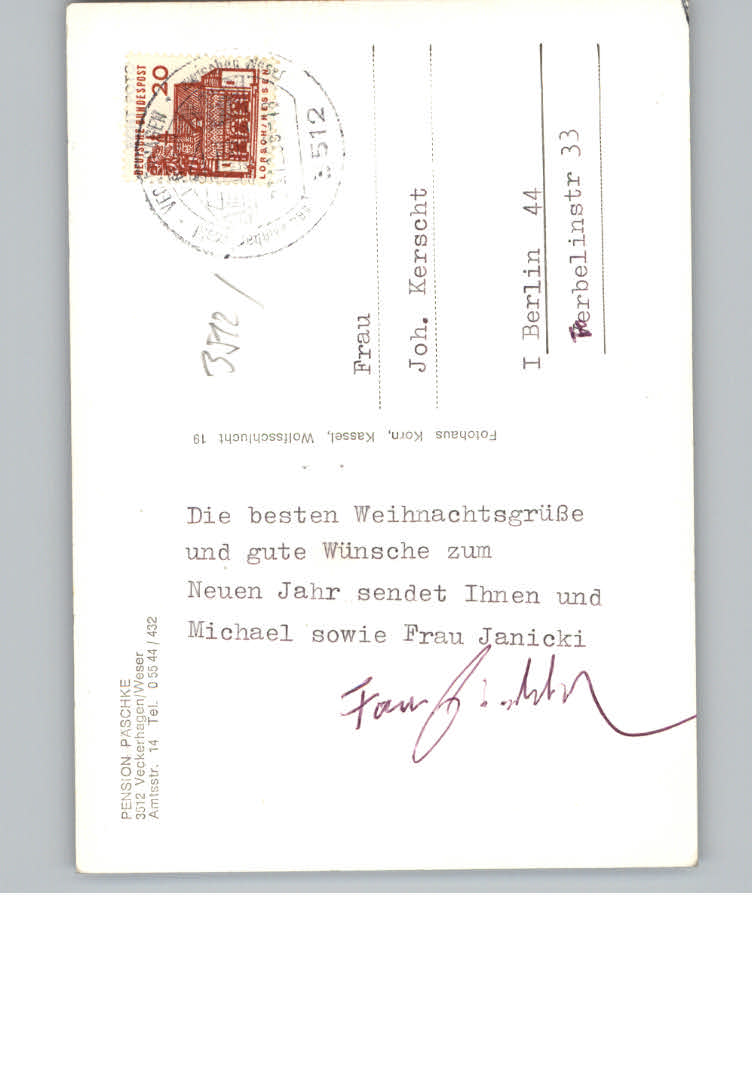 DEUTSCHE BUNDESPOST
20
LORSCH/HESSEN
3512
3512/
Frau
Joh. Kerscht
I Berlin 44
Werbelinstr 33
Fotohaus Korn, Kassel, Wolfsschlucht 19
Die besten Weihnachtsgrüße
und gute Wünsche zum
Neuen Jahr sendet Ihnen und
Michael sowie Frau Janicki
PENSION PASCHKE
3512 Veckerhagen/Weser
Amtsstr. 14 Tel. 0 55 44 / 432